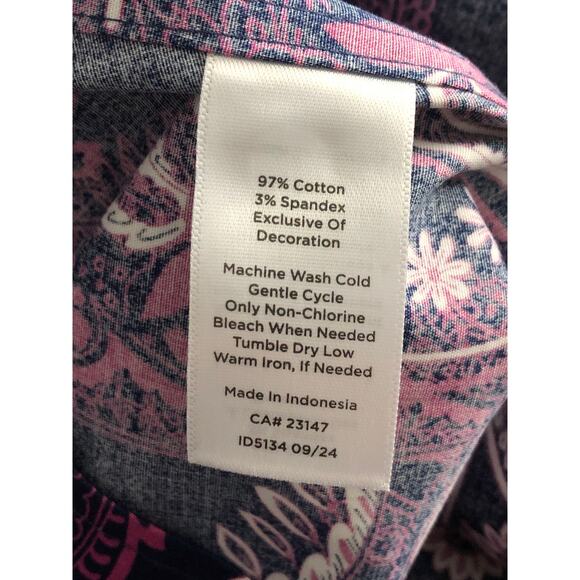 97% Cotton
3% Spandex
Exclusive Of
Decoration
Machine Wash Cold
Gentle Cycle
Only Non-Chlorine
Bleach When Needed
Tumble Dry Low
Warm Iron, If Needed
Made In Indonesia
CA# 23147
ID5134 09/24